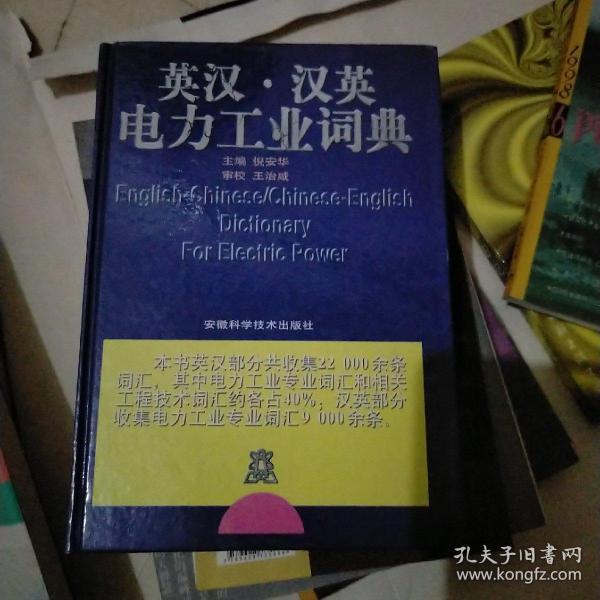 英汉·汉英
电力工业词典
主编 倪安华
审校 王治咸
English-Chinese/Chinese-English
Dictionary
For Electric Power
安徽科学技术出版社
本书英汉部分共收集22 000余条
词汇，其中电力工业专业词汇和相关
工程技术词汇约各占40%；汉英部分
收集电力工业专业词汇9 000余条。
1998
6
孔夫子旧书网
www.kongfz.com